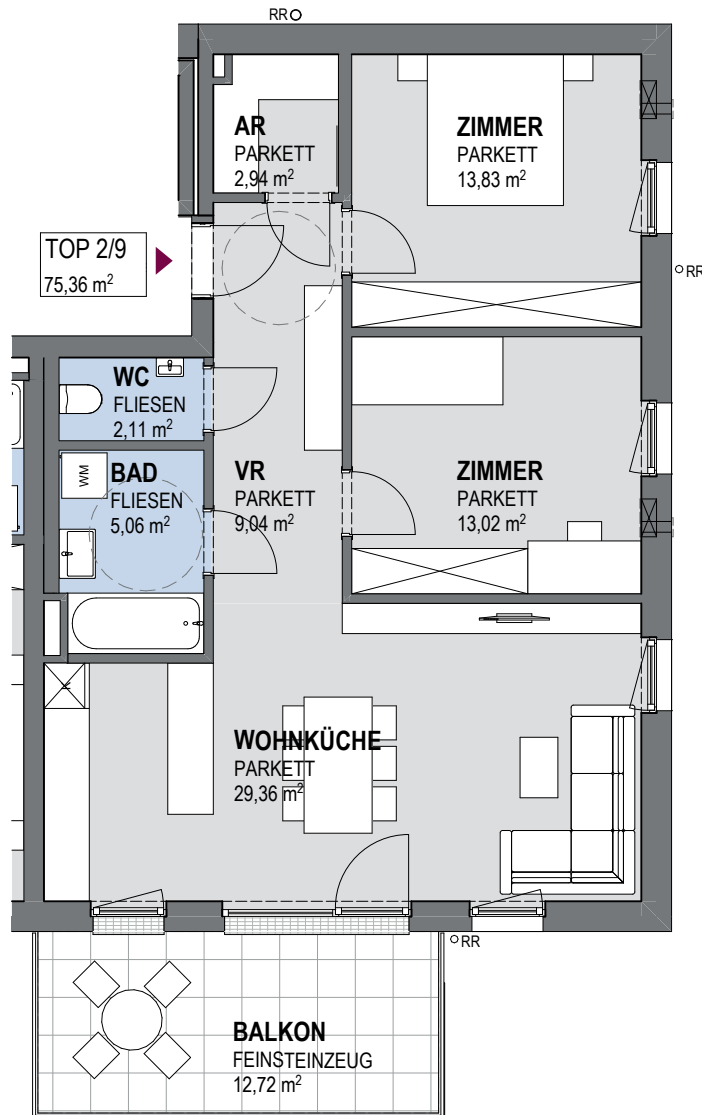 RR
AR
PARKETT
2,94 m²
ZIMMER
PARKETT
13,83 m²
TOP 2/9
75,36 m²
RR
WC
FLIESEN
2,11 m²
BAD
FLIESEN
5,06 m²
WM
VR
PARKETT
9,04 m²
ZIMMER
PARKETT
13,02 m²
K
WOHNKÜCHE
PARKETT
29,36 m²
RR
BALKON
FEINSTEINZEUG
12,72 m²